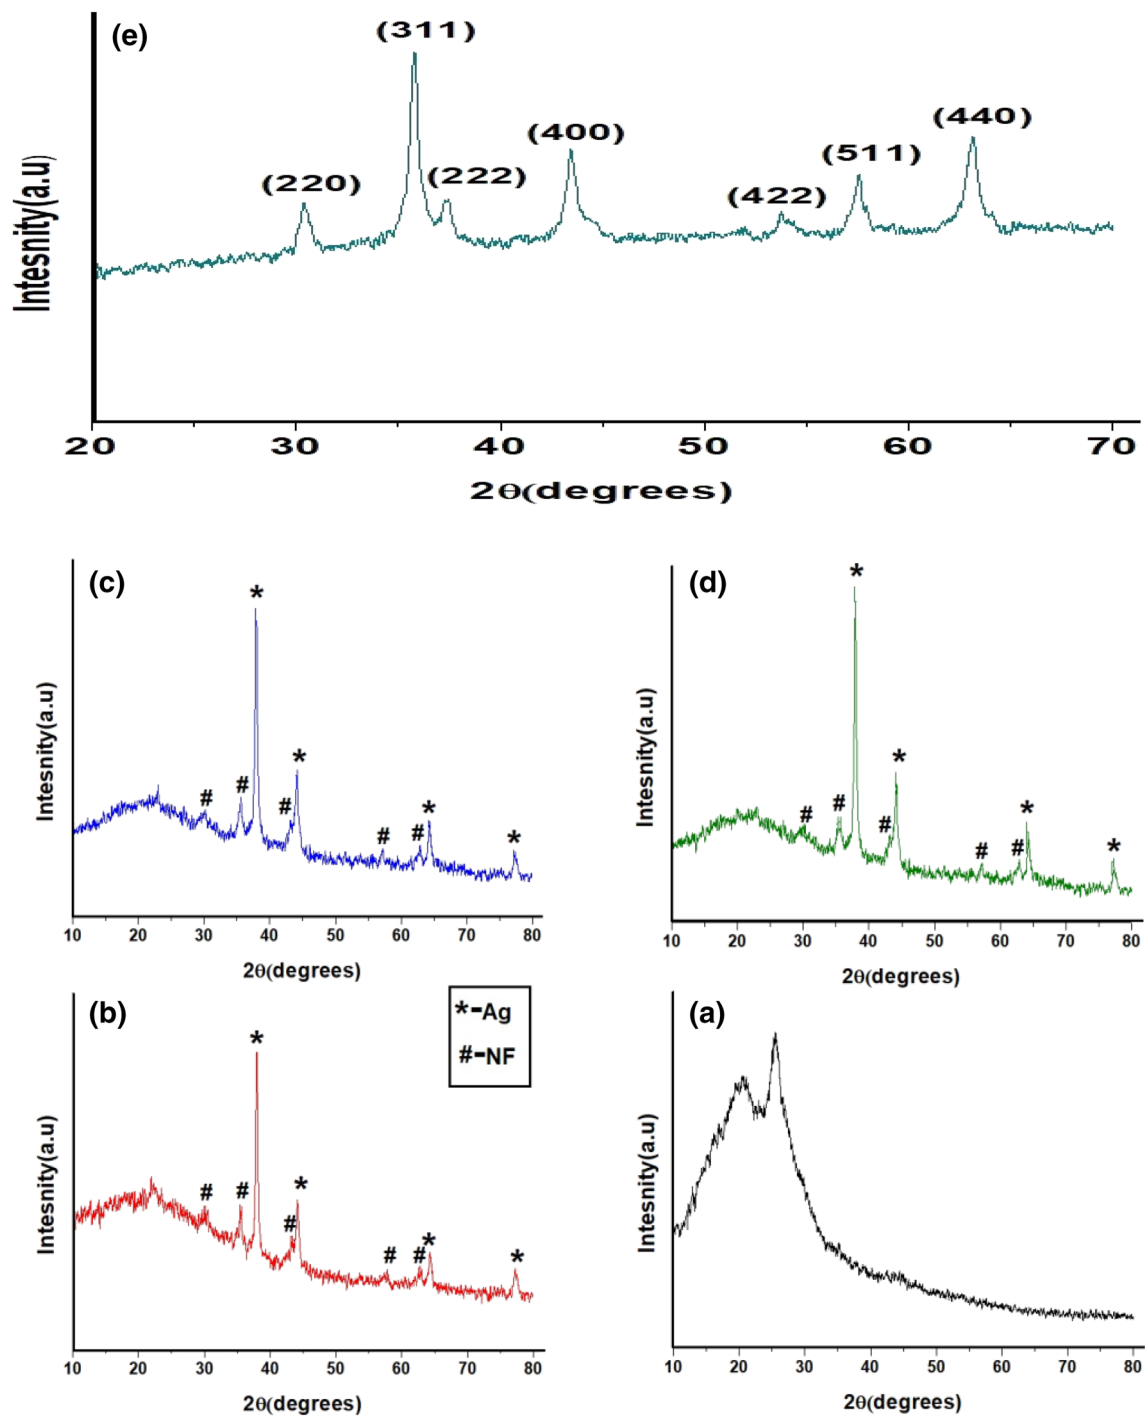 (e)
(311)
(440)
(400)
(511)
(222)
(220)
(422)
Intesnity(a.u)
20 30 40 50 60 70
2θ(degrees)
(c)
*
*
#
#
#
*
#
#
*
Intesnity(a.u)
10 20 30 40 50 60 70 80
2θ(degrees)
(d)
*
*
#
#
#
*
#
#
*
Intesnity(a.u)
10 20 30 40 50 60 70 80
2θ(degrees)
(b)
*-Ag
#-NF
*
#
#
*
#
*
#
#
*
Intesnity(a.u)
10 20 30 40 50 60 70 80
2θ(degrees)
(a)
Intesnity(a.u)
10 20 30 40 50 60 70 80
2θ(degrees)